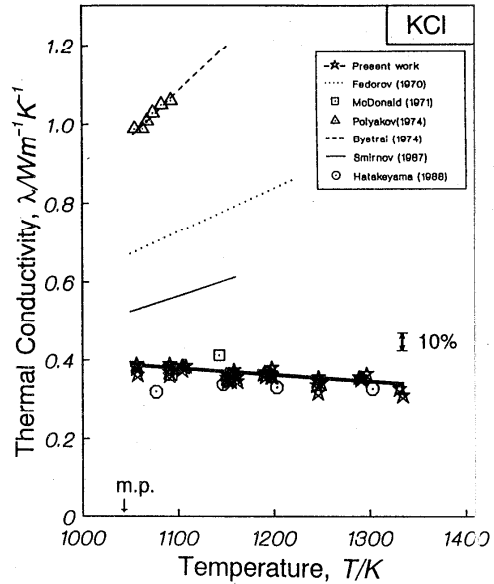 KCl
1.2
1.0
0.8
0.6
0.4
0.2
0
Thermal Conductivity, λ/Wm⁻¹K⁻¹
Present work
Fedorov (1970)
McDonald (1971)
Polyakov(1974)
Bystrai (1974)
Smirnov (1987)
Hatakeyama (1988)
10%
m.p.
1000 1100 1200 1300 1400
Temperature, T/K